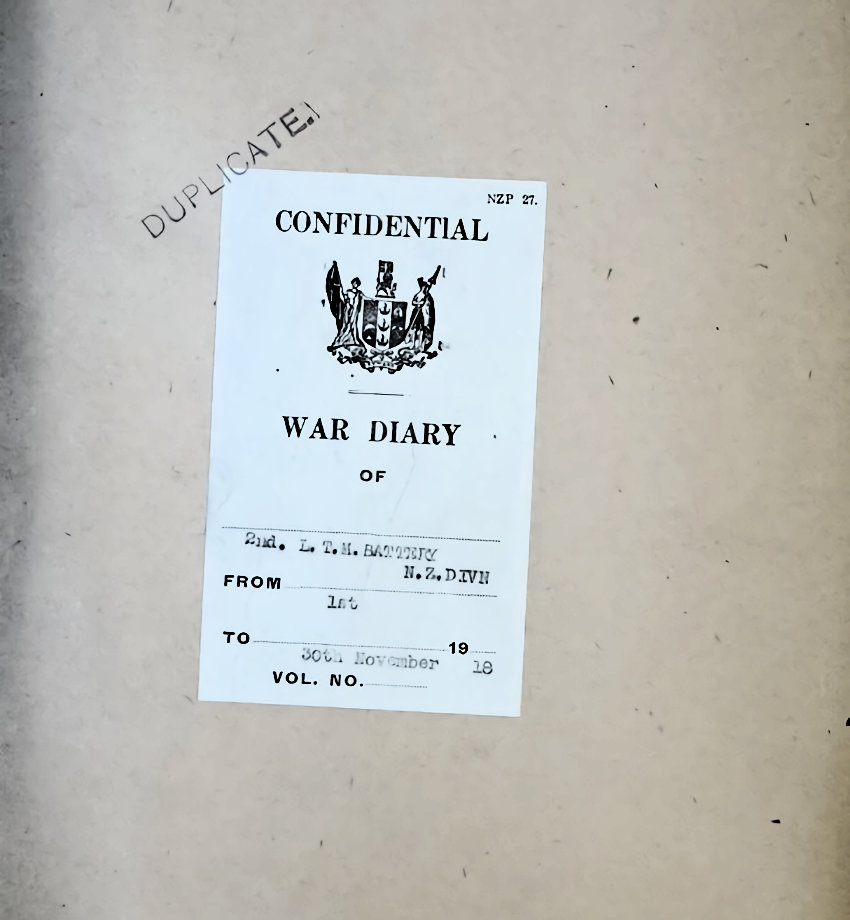 DUPLICATE.
NZP 27.
CONFIDENTIAL
WAR DIARY
OF
2nd. L. T. M. BATTERY
N.Z.DIVN
FROM
1st
TO 19
30th November 18
VOL. NO.